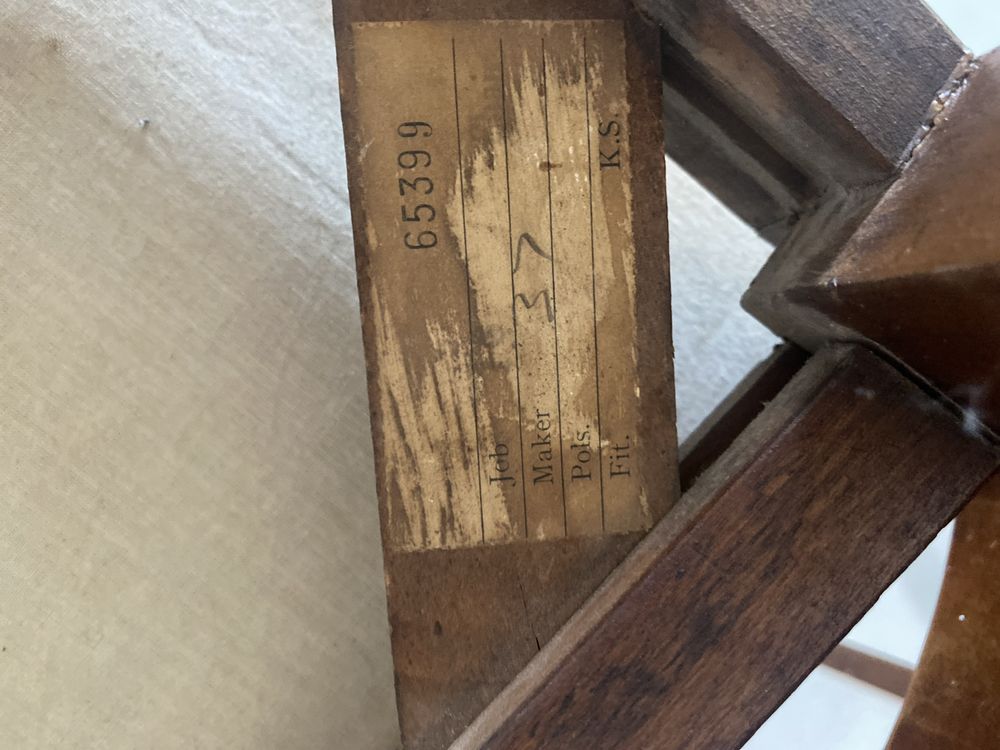 65399
Job
Maker 37
Pols.
Fit. K.S.